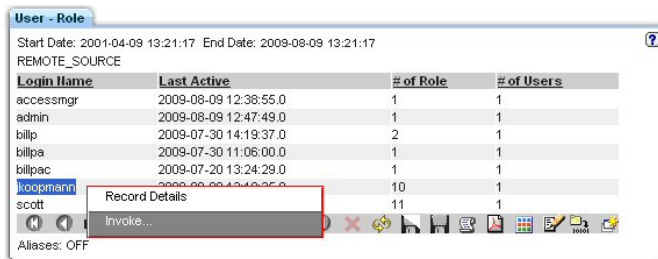 User - Role
Start Date: 2001-04-09 13:21:17 End Date: 2009-08-09 13:21:17
REMOTE_SOURCE
Login Name Last Active # of Role # of Users
accessmgr 2009-08-09 12:38:55.0 1 1
admin 2009-08-09 12:47:49.0 1 1
billp 2009-07-30 14:19:37.0 2 1
billpa 2009-07-30 11:06:00.0 1 1
billpac 2009-07-20 13:24:29.0 1 1
jkoopmann 10 1
scott 11 1
Record Details
Invoke...
Aliases: OFF